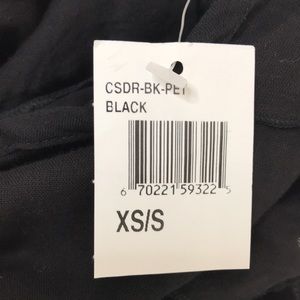 CSDR-BK-PET
BLACK
6 70221 59322 5
XS/S